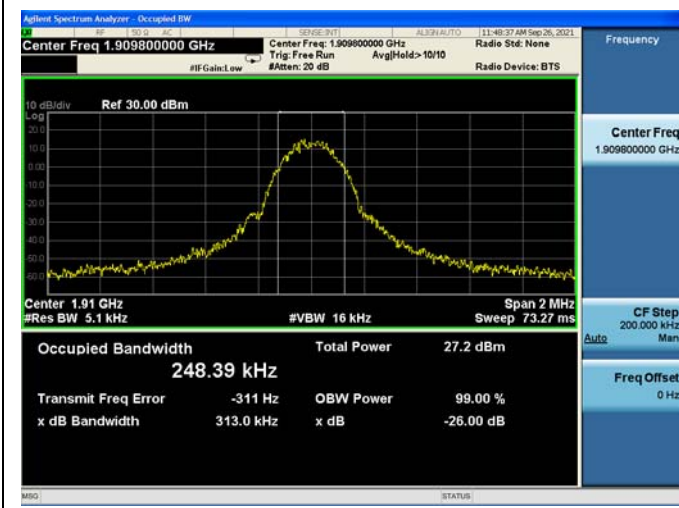 Agilent Spectrum Analyzer - Occupied BW
RF 50 Ω AC SENSE:INT ALIGN AUTO 11:48:37 AM Sep 26, 2021
Center Freq 1.909800000 GHz
Center Freq: 1.909800000 GHz
Radio Std: None
Trig: Free Run Avg|Hold:>10/10
#IFGain:Low #Atten: 20 dB Radio Device: BTS
Frequency
10 dB/div Ref 30.00 dBm
Log
20.0
10.0
0.00
-10.0
-20.0
-30.0
-40.0
-50.0
-60.0
Center 1.91 GHz Span 2 MHz
#Res BW 5.1 kHz #VBW 16 kHz Sweep 73.27 ms
Occupied Bandwidth Total Power 27.2 dBm
248.39 kHz
Transmit Freq Error -311 Hz OBW Power 99.00 %
x dB Bandwidth 313.0 kHz x dB -26.00 dB
Center Freq
1.909800000 GHz
CF Step
200.000 kHz
Auto Man
Freq Offset
0 Hz
MSG STATUS